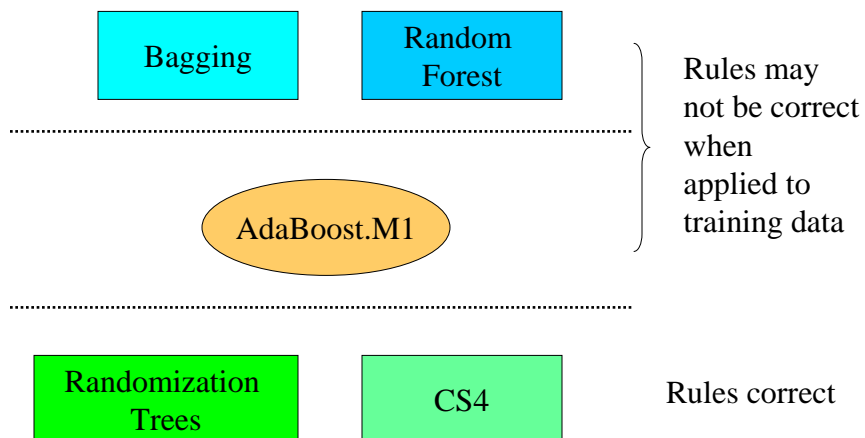 Bagging
Random
Forest
Rules may
not be correct
when
applied to
training data
AdaBoost.M1
Randomization
Trees
CS4
Rules correct